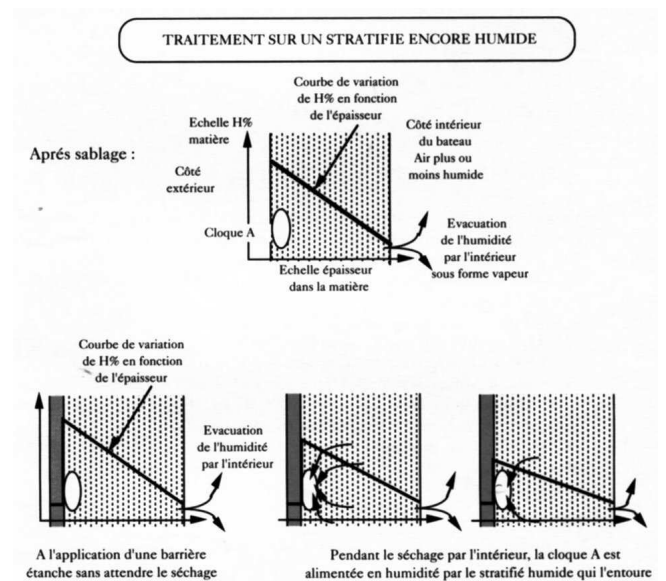 TRAITEMENT SUR UN STRATIFIE ENCORE HUMIDE
Courbe de variation
de H% en fonction
de l'épaisseur
Echelle H%
matière
Côté intérieur
du bateau
Air plus ou
moins humide
Aprés sablage :
Côté
extérieur
Cloque A
Evacuation
de l'humidité
par l'intérieur
sous forme vapeur
Echelle épaisseur
dans la matière
Courbe de variation
de H% en fonction
de l'épaisseur
Evacuation
de l'humidité
par l'intérieur
A l'application d'une barrière
étanche sans attendre le séchage
Pendant le séchage par l'intérieur, la cloque A est
alimentée en humidité par le stratifié humide qui l'entoure